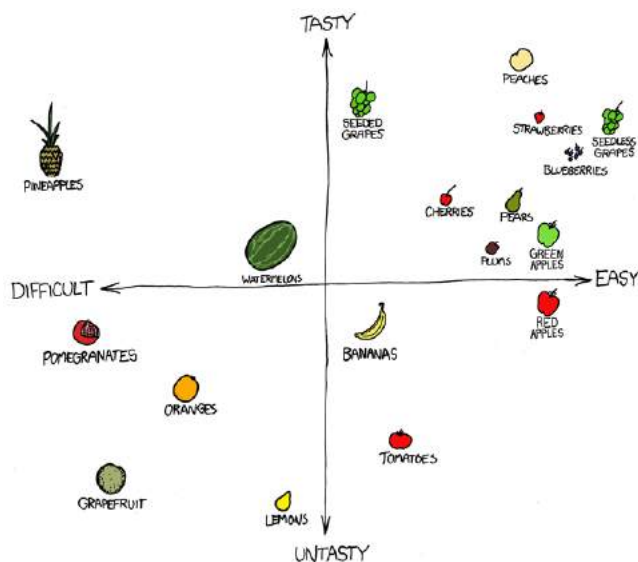 TASTY
PEACHES
SEEDED
GRAPES
STRAWBERRIES
SEEDLESS
GRAPES
BLUEBERRIES
PINEAPPLES
CHERRIES
PEARS
GREEN
APPLES
PLUMS
WATERMELONS
DIFFICULT
EASY
RED
APPLES
POMEGRANATES
BANANAS
ORANGES
TOMATOES
GRAPEFRUIT
LEMONS
UNTASTY